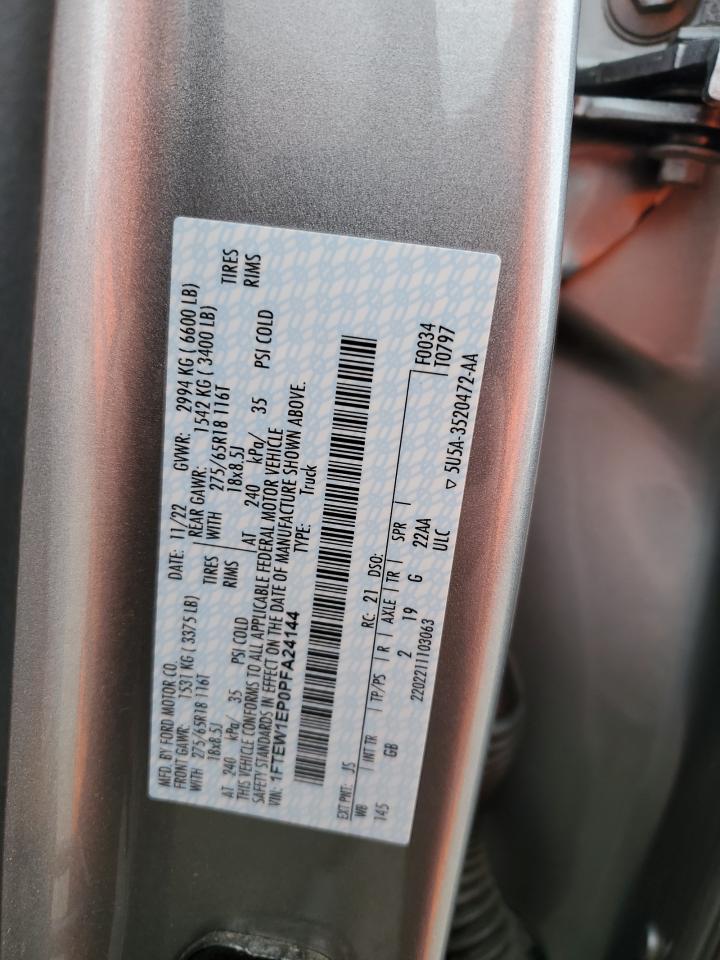 MFD. BY FORD MOTOR CO.
DATE: 11/22 GVWR: 2994 KG ( 6600 LB)
FRONT GAWR: 1531 KG ( 3375 LB)
REAR GAWR: 1542 KG ( 3400 LB)
WITH 275/65R18 116T TIRES
WITH 275/65R18 116T TIRES
18x8.5J RIMS
18x8.5J RIMS
AT 240 kPa/ 35 PSI COLD
AT 240 kPa/ 35 PSI COLD
THIS VEHICLE CONFORMS TO ALL APPLICABLE FEDERAL MOTOR VEHICLE
SAFETY STANDARDS IN EFFECT ON THE DATE OF MANUFACTURE SHOWN ABOVE.
VIN: 1FTEW1EP0PFA24144 TYPE: Truck
EXT PNT: JS RC: 21 DSO: F0034
WB INT TR TP/PS R AXLE TR SPR T0797
145 GB 2 19 G 22AA
2202211103063 ULC ▽ 5U5A-3520472-AA